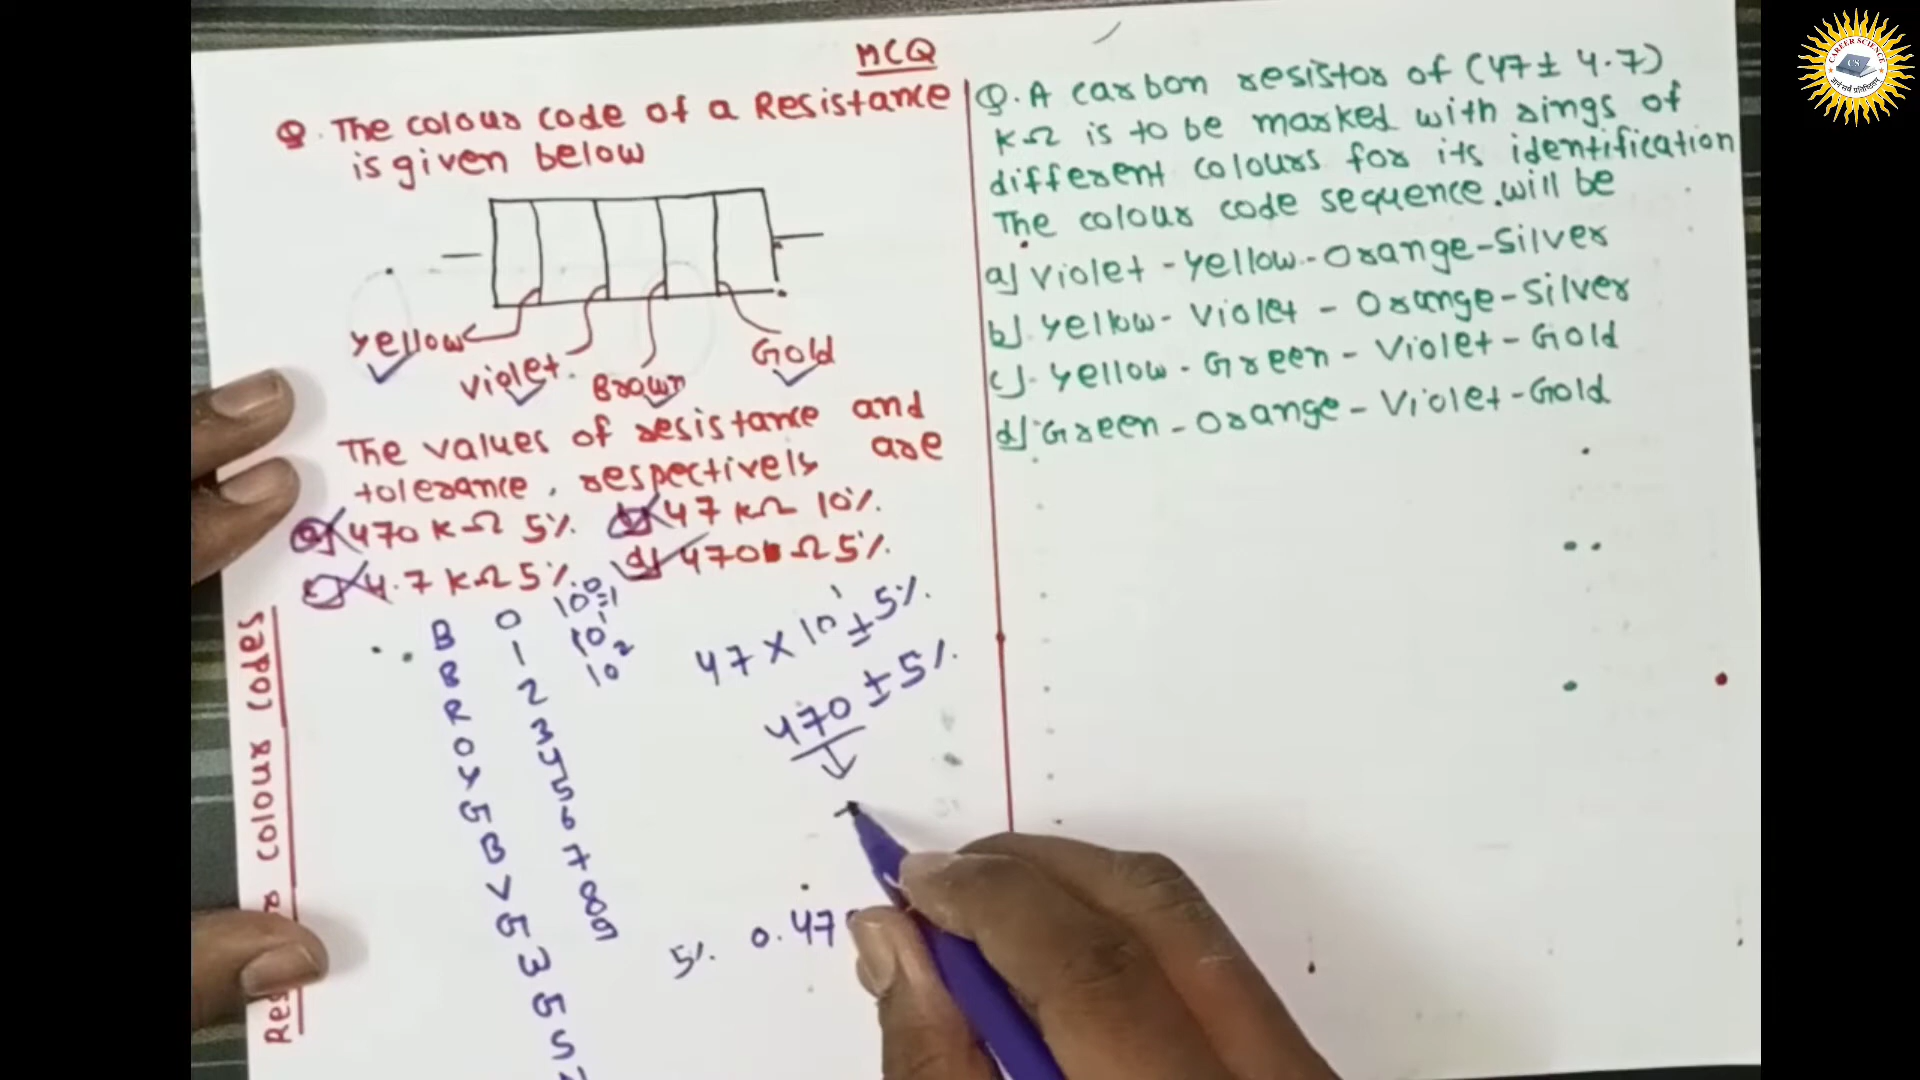 MCQ
Q. The colour code of a Resistance
is given below
Yellow
Violet
Brown
Gold
The values of resistance and
tolerance, respectively are
a) 470 KΩ 5%. b) 47 KΩ 10%.
c) 4.7 KΩ 5%. d) 470 Ω 5%.
B 0 10⁰=1
B 1 10¹
R 2 10²
O 3
Y 4
G 5
B 6
V 7
G 8
W 9
G
S
47 x 10¹ ± 5%.
470 ± 5%.
5%. 0.47
Colour Codes
Q. A carbon resistor of (47 ± 4.7)
KΩ is to be marked with rings of
different colours for its identification
The colour code sequence will be
a) Violet - Yellow - Orange - Silver
b) Yellow - Violet - Orange - Silver
c) Yellow - Green - Violet - Gold
d) Green - Orange - Violet - Gold
CAREER SCIENCE
CS